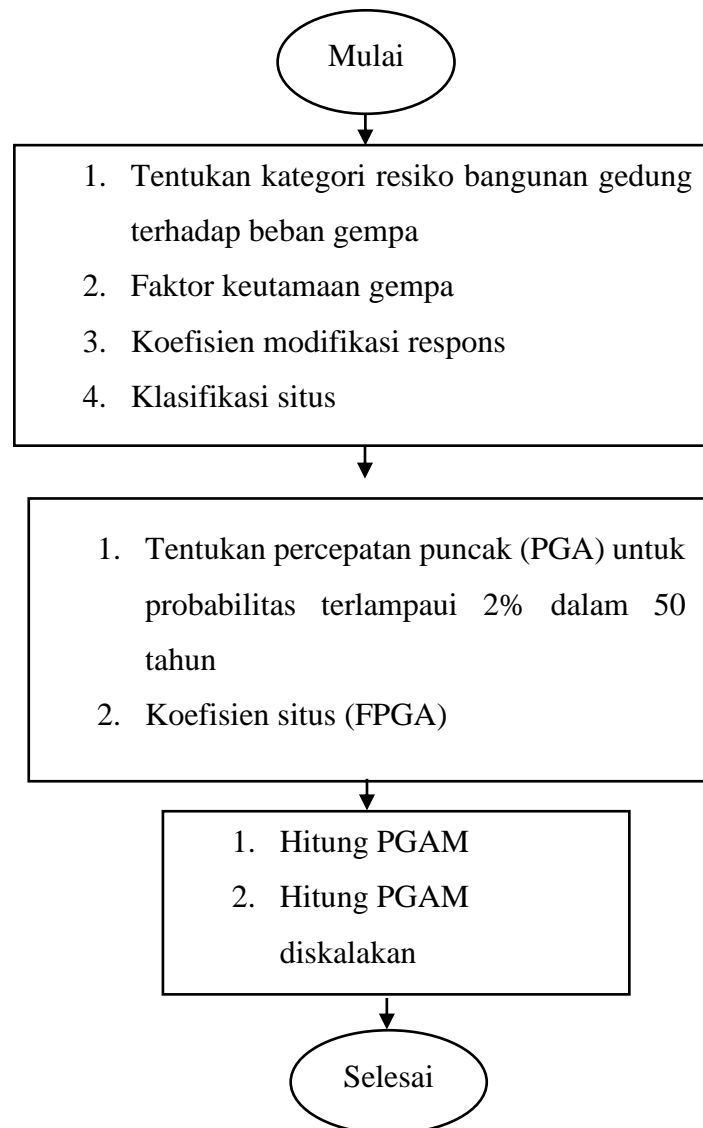 Mulai
1. Tentukan kategori resiko bangunan gedung
terhadap beban gempa
2. Faktor keutamaan gempa
3. Koefisien modifikasi respons
4. Klasifikasi situs
1. Tentukan percepatan puncak (PGA) untuk
probabilitas terlampaui 2% dalam 50
tahun
2. Koefisien situs (FPGA)
1. Hitung PGAM
2. Hitung PGAM
diskalakan
Selesai